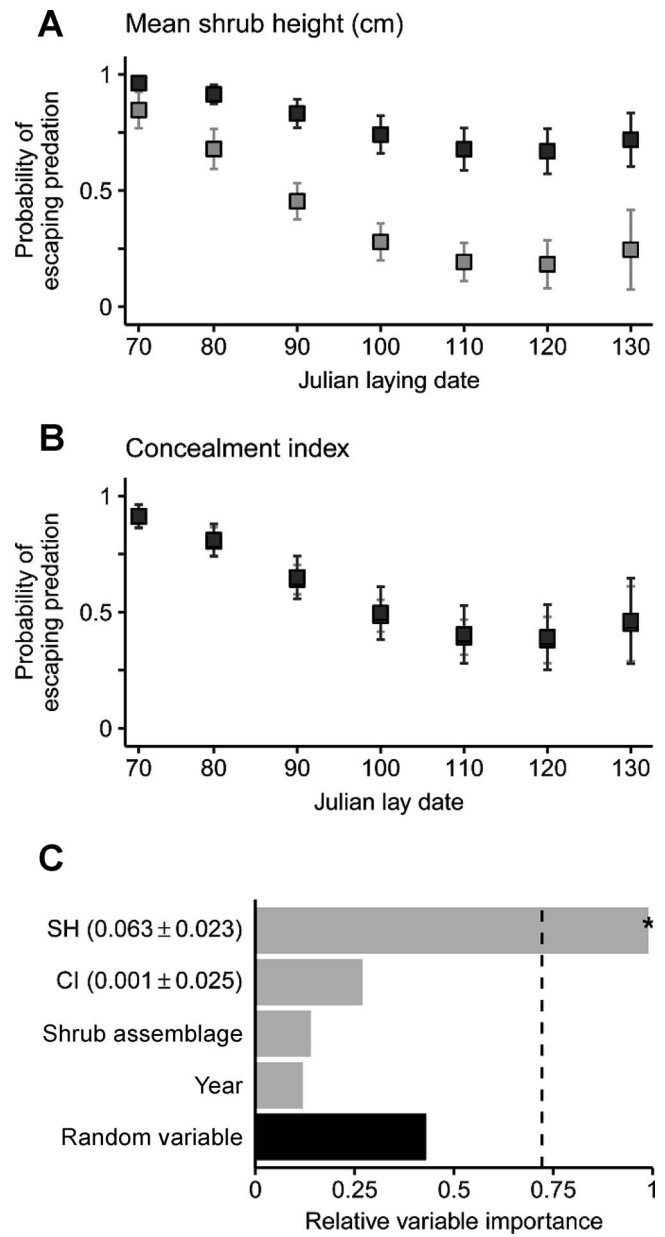 A
Mean shrub height (cm)
Probability of
escaping predation
1
0.5
0
70 80 90 100 110 120 130
Julian laying date
B
Concealment index
Probability of
escaping predation
1
0.5
0
70 80 90 100 110 120 130
Julian lay date
C
SH (0.063 ± 0.023)
*
CI (0.001 ± 0.025)
Shrub assemblage
Year
Random variable
0 0.25 0.5 0.75 1
Relative variable importance